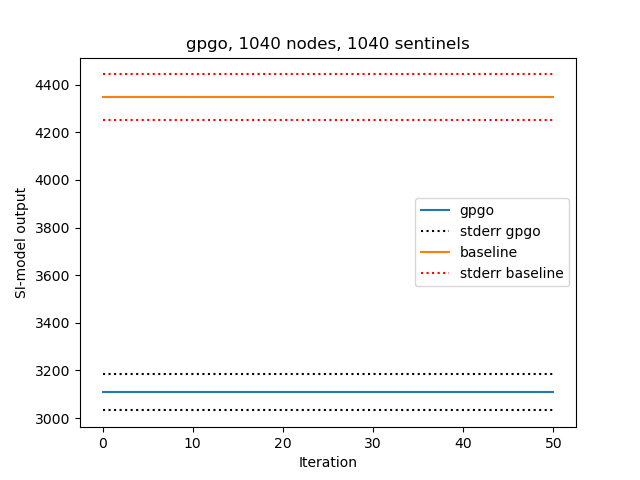 gpgo, 1040 nodes, 1040 sentinels
4400
4200
4000
3800
3600
3400
3200
3000
SI-model output
gpgo
stderr gpgo
baseline
stderr baseline
0 10 20 30 40 50
Iteration